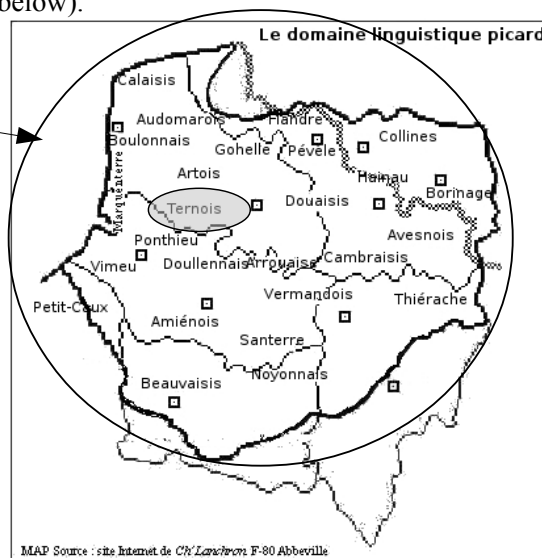 below).
Le domaine linguistique picard
Calaisis
Audomarois
Flandre
Boulonnais
Gohelle
Pévèle
Collines
Artois
Hainau
Borinage
Marquenterre
Ternois
Douaisis
Ponthieu
Avesnois
Vimeu
Doullennais
Arrouaise
Cambraisis
Petit-Caux
Vermandois
Thiérache
Amiénois
Santerre
Noyonnais
Beauvaisis
MAP Source : site Internet de Ch'Lanchron F-80 Abbeville